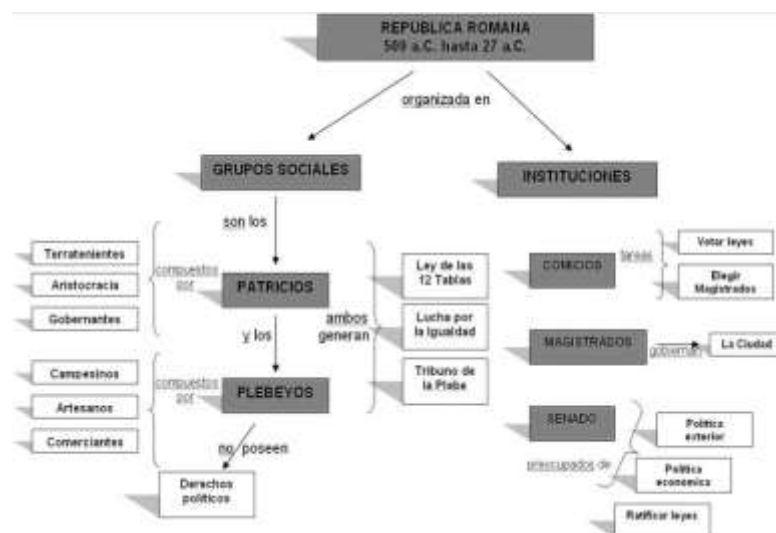 REPUBLICA ROMANA
509 a.C. hasta 27 a.C.
organizada en
GRUPOS SOCIALES
INSTITUCIONES
son los
Terratenientes
Aristocracia
Gobernantes
compuestos
por
PATRICIOS
y los
Campesinos
Artesanos
Comerciantes
compuestos
por
PLEBEYOS
no poseen
Derechos
políticos
ambos
generan
Ley de las
12 Tablas
Lucha por
la Igualdad
Tribuno de
la Plebe
COMICIOS
tareas
Votar leyes
Elegir
Magistrados
MAGISTRADOS
gobiernan
La Ciudad
SENADO
preocupados de
Política
exterior
Política
económica
Ratificar leyes